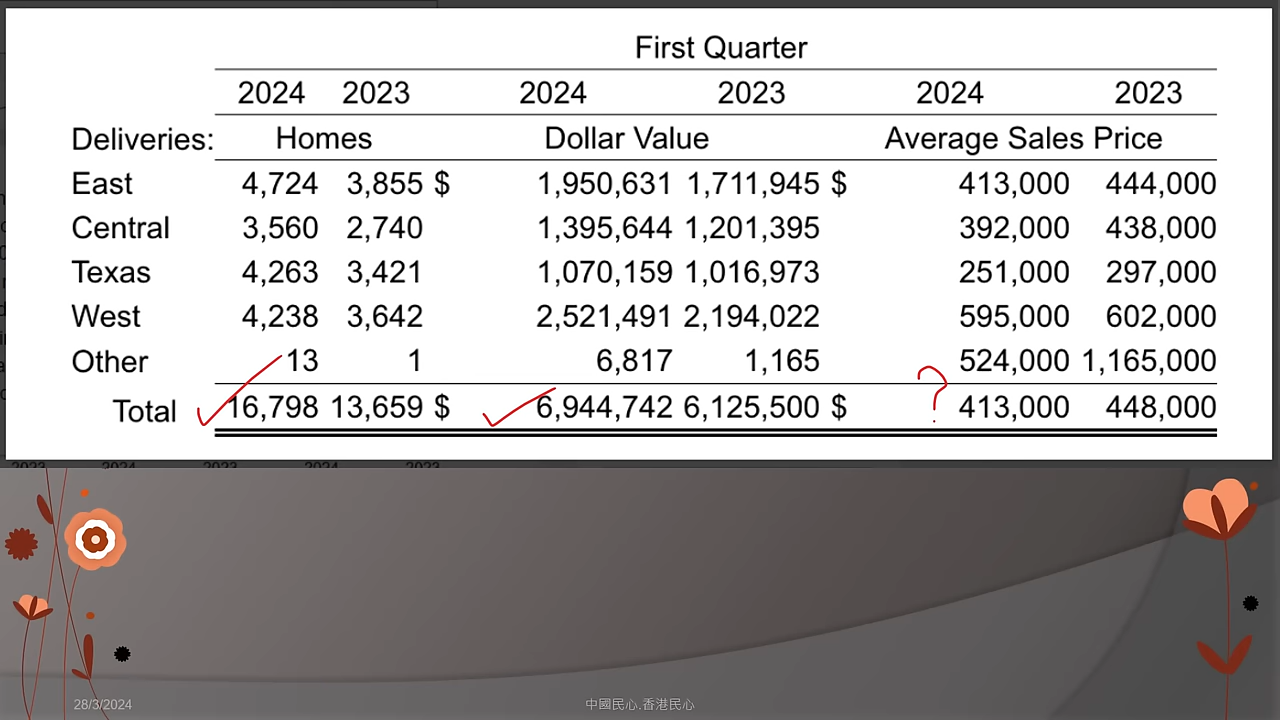 First Quarter
2024 2023 2024 2023 2024 2023
Deliveries: Homes Dollar Value Average Sales Price
East 4,724 3,855 $ 1,950,631 1,711,945 $ 413,000 444,000
Central 3,560 2,740 1,395,644 1,201,395 392,000 438,000
Texas 4,263 3,421 1,070,159 1,016,973 251,000 297,000
West 4,238 3,642 2,521,491 2,194,022 595,000 602,000
Other 13 1 6,817 1,165 524,000 1,165,000
Total 16,798 13,659 $ 6,944,742 6,125,500 $ ? 413,000 448,000
2023 2024 2023 2024 2023
28/3/2024 中國民心.香港民心